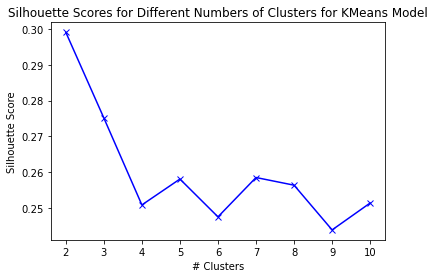 Silhouette Scores for Different Numbers of Clusters for KMeans Model
0.30
0.29
0.28
0.27
0.26
0.25
Silhouette Score
2 3 4 5 6 7 8 9 10
# Clusters